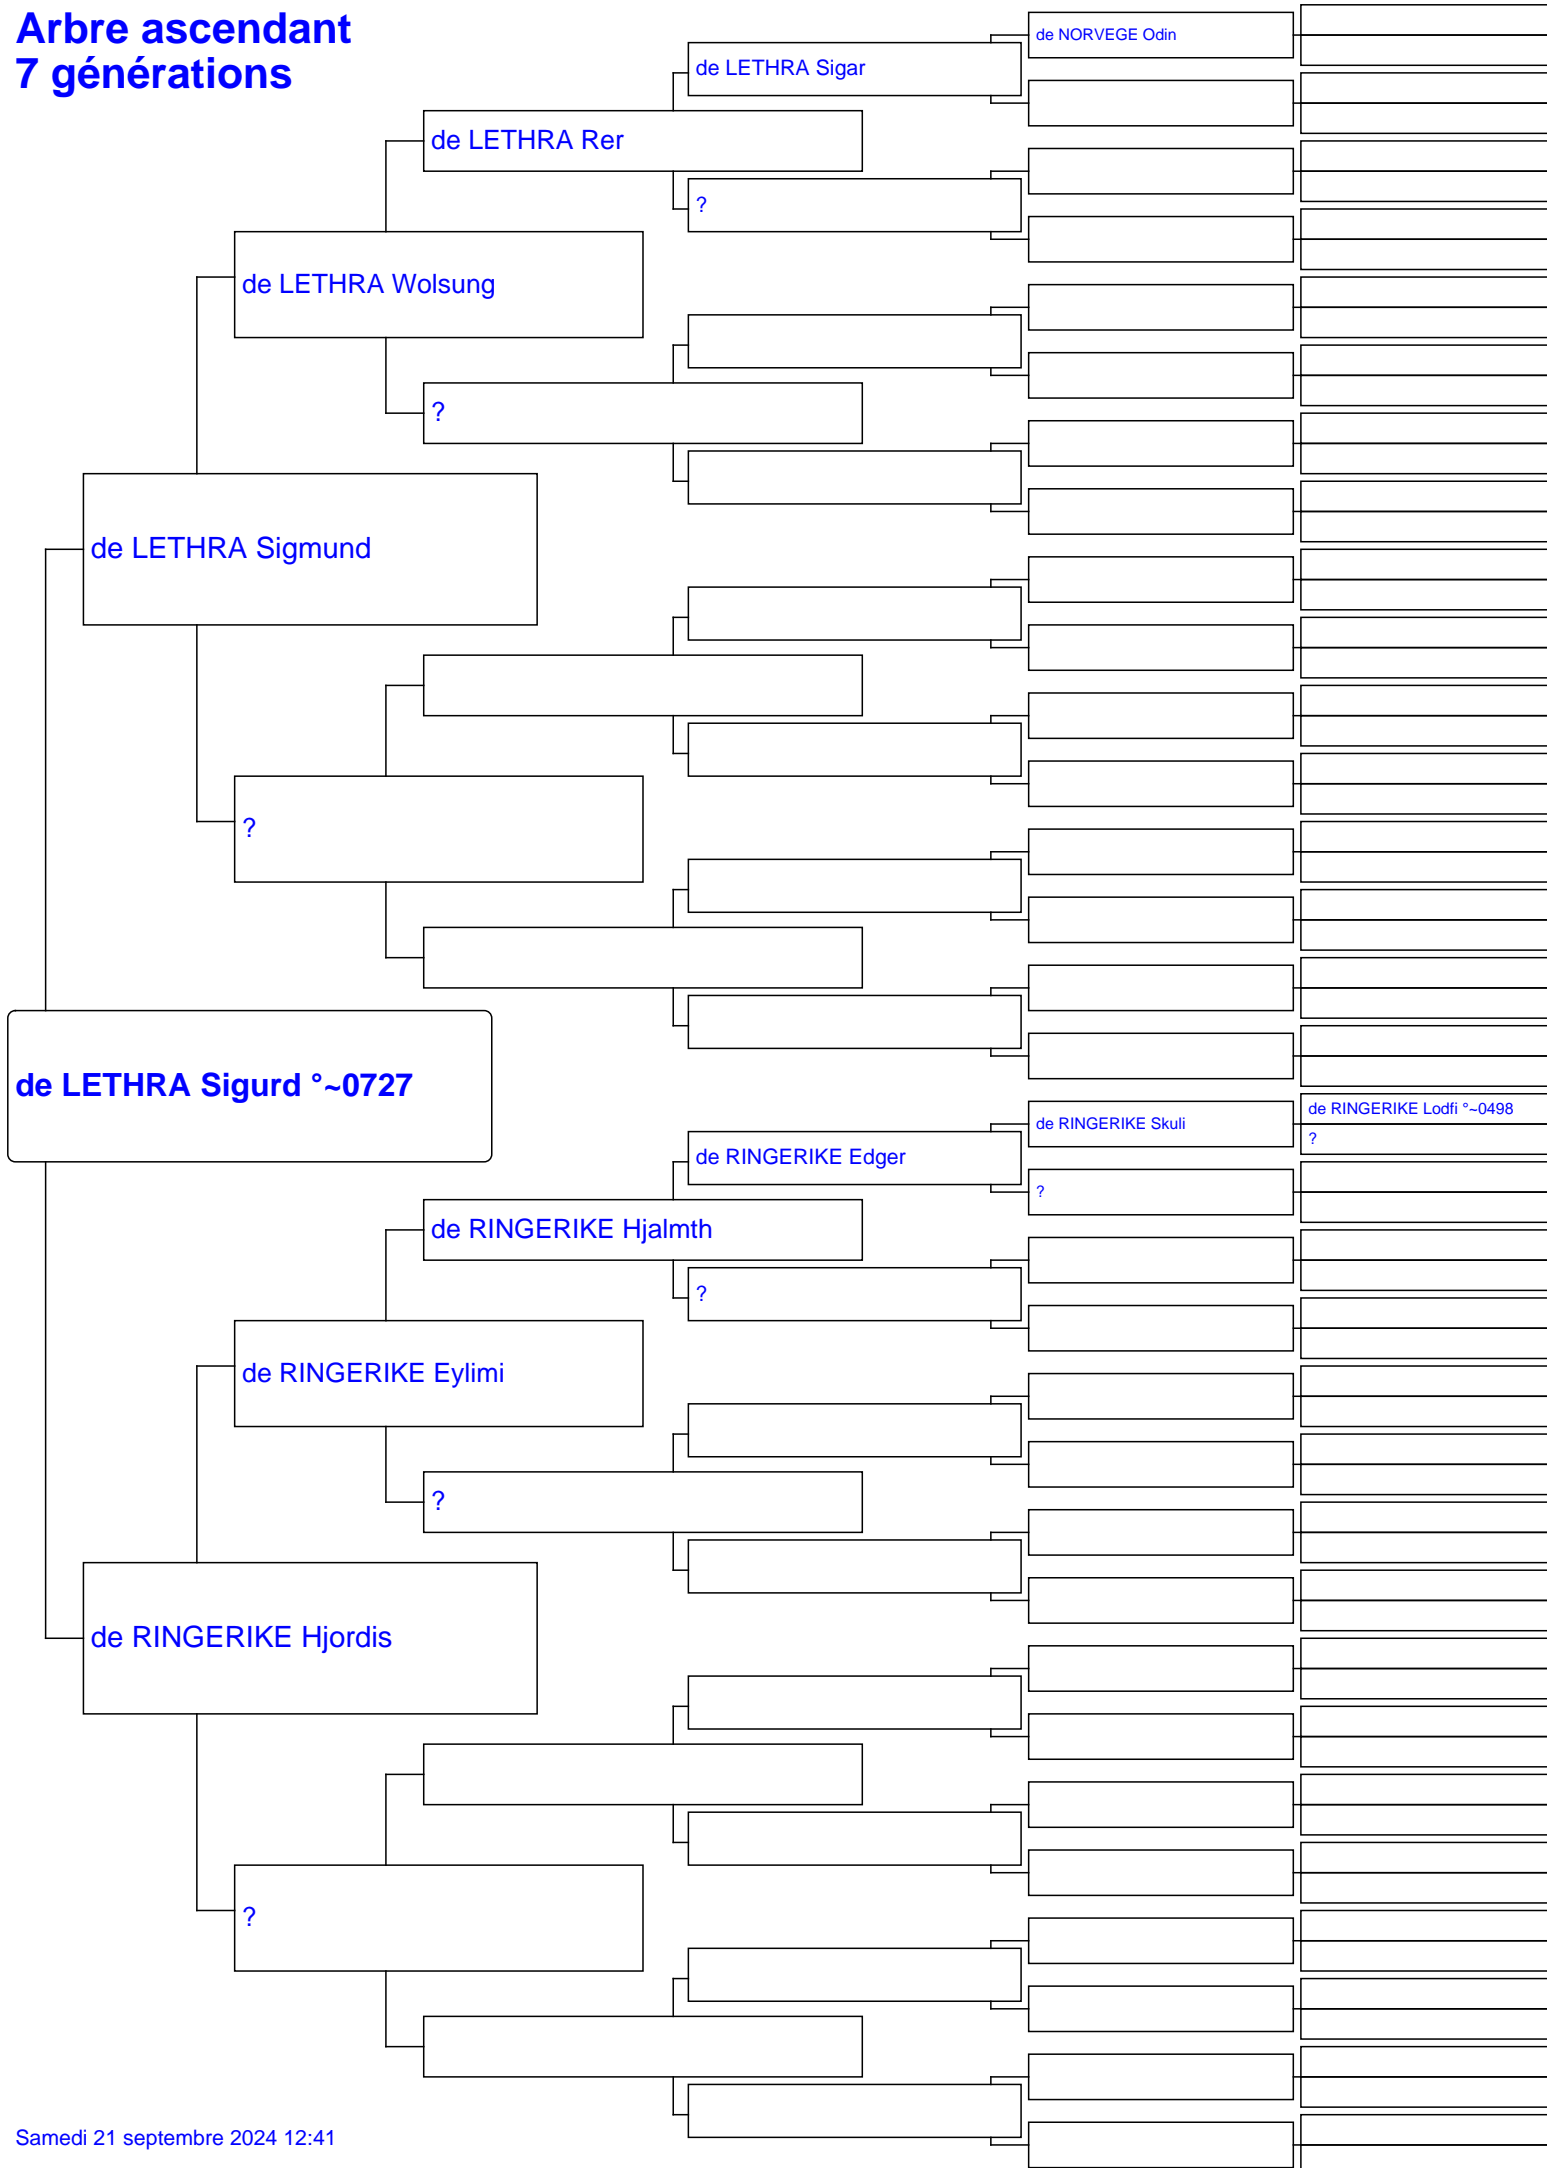 Arbre ascendant
7 générations
de NORVEGE Odin
de LETHRA Sigar
de LETHRA Rer
?
de LETHRA Wolsung
?
de LETHRA Sigmund
?
de LETHRA Sigurd °~0727
de RINGERIKE Lodfi °~0498
de RINGERIKE Skuli
?
de RINGERIKE Edger
?
de RINGERIKE Hjalmth
?
de RINGERIKE Eylimi
?
de RINGERIKE Hjordis
?
Samedi 21 septembre 2024 12:41